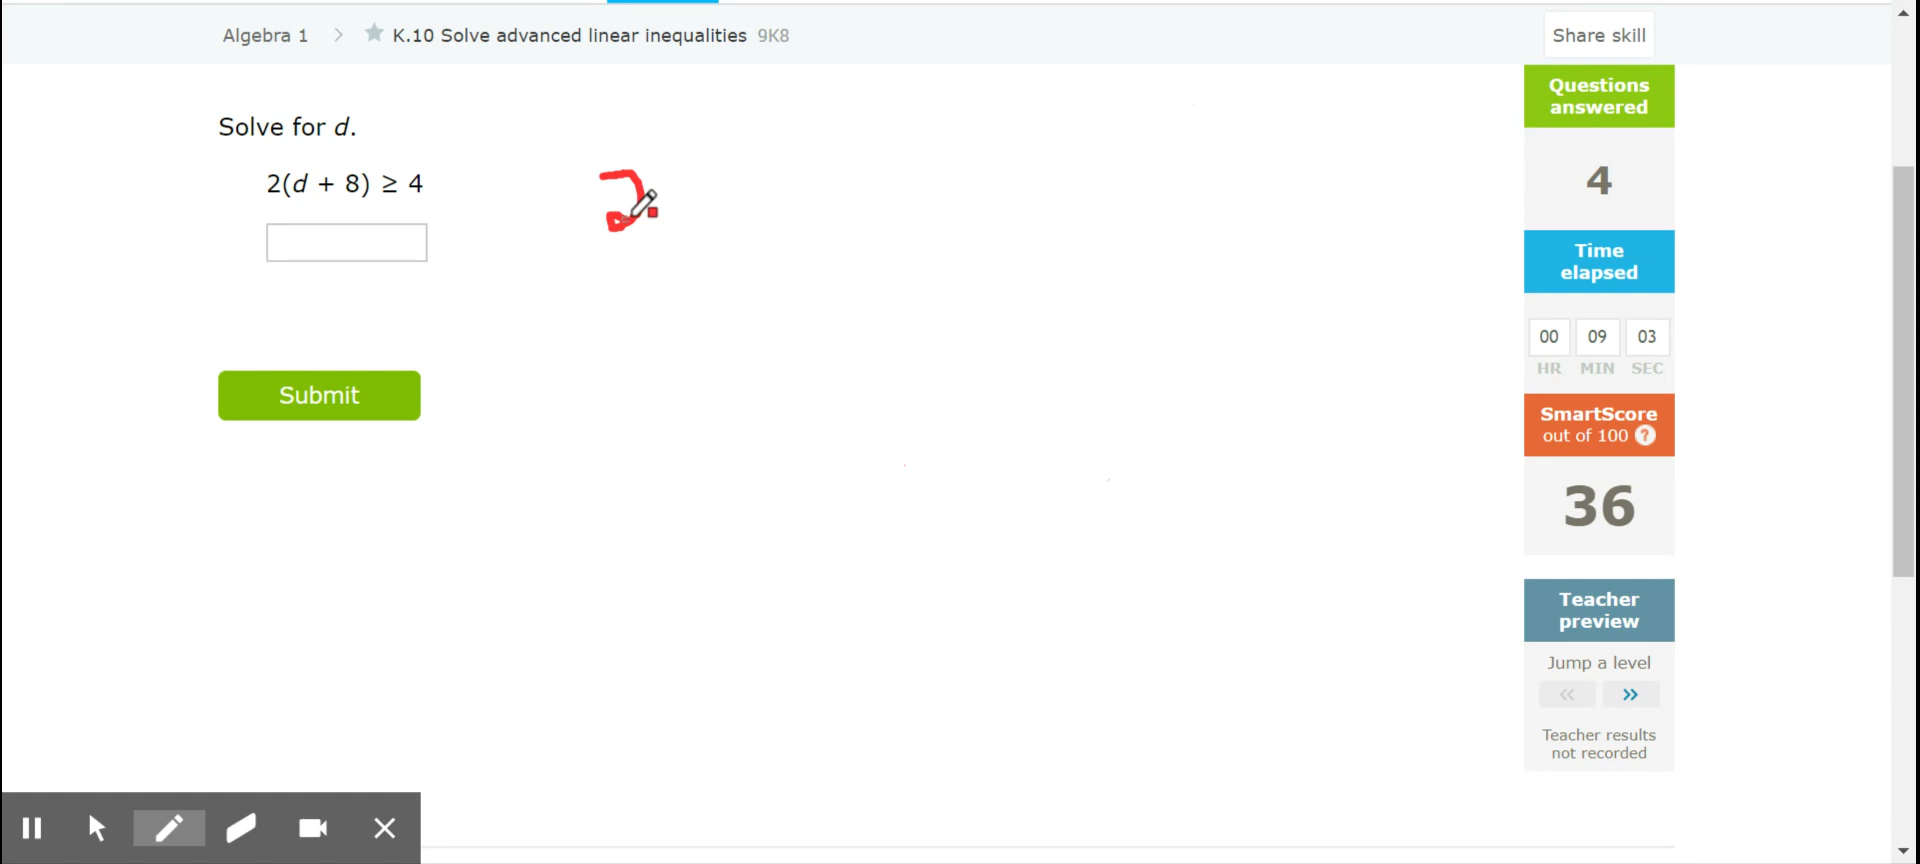 Algebra 1 > K.10 Solve advanced linear inequalities 9K8
Share skill
Solve for d.
2(d + 8) ≥ 4
2
Submit
Questions
answered
4
Time
elapsed
00 09 03
HR MIN SEC
SmartScore
out of 100 ?
36
Teacher
preview
Jump a level
<< >>
Teacher results
not recorded